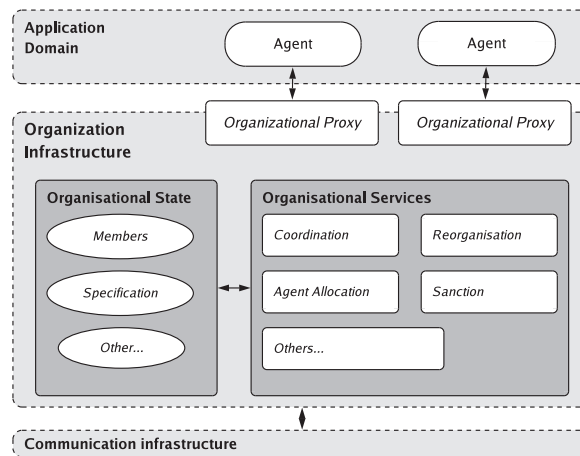 Application
Domain
Agent
Agent
Organizational Proxy
Organizational Proxy
Organization
Infrastructure
Organisational State
Members
Specification
Other...
Organisational Services
Coordination
Reorganisation
Agent Allocation
Sanction
Others...
Communication infrastructure